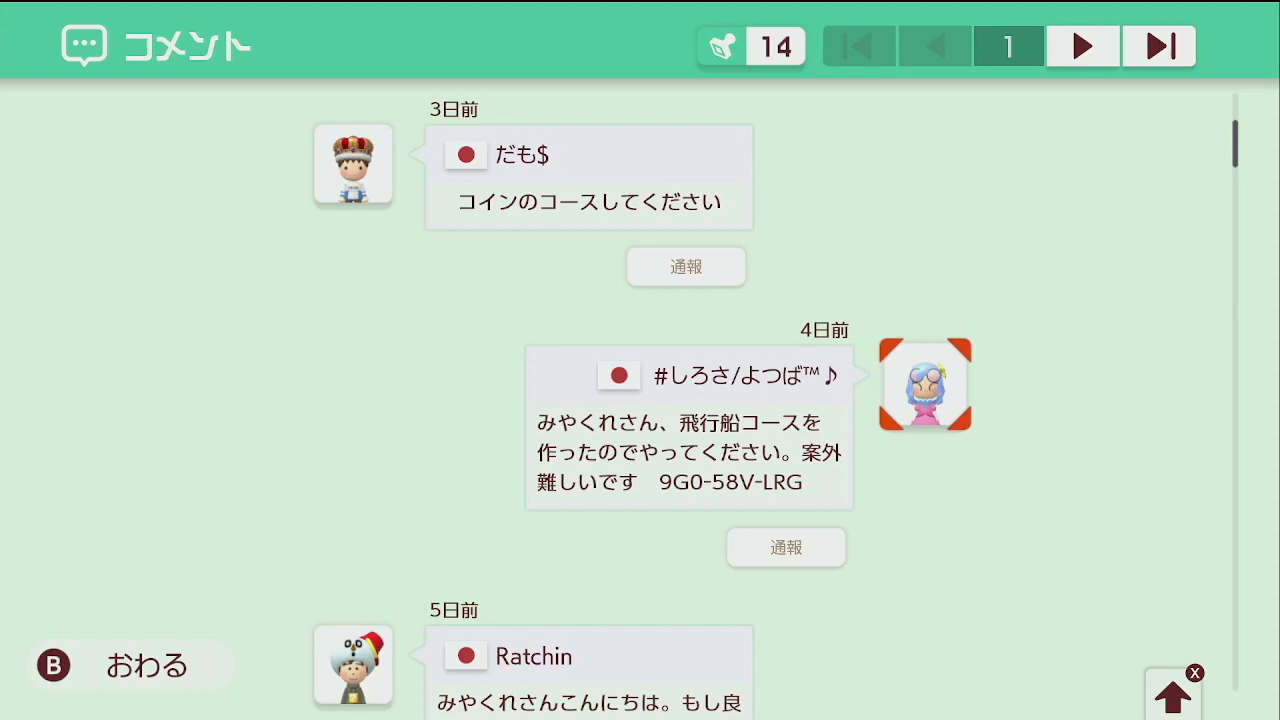 コメント
14
1
3日前
だも$
コインのコースしてください
通報
4日前
#しろさ/よつば™♪
みやくれさん、飛行船コースを
作ったのでやってください。案外
難しいです　9G0-58V-LRG
通報
5日前
Ratchin
みやくれさんこんにちは。もし良
B おわる
X